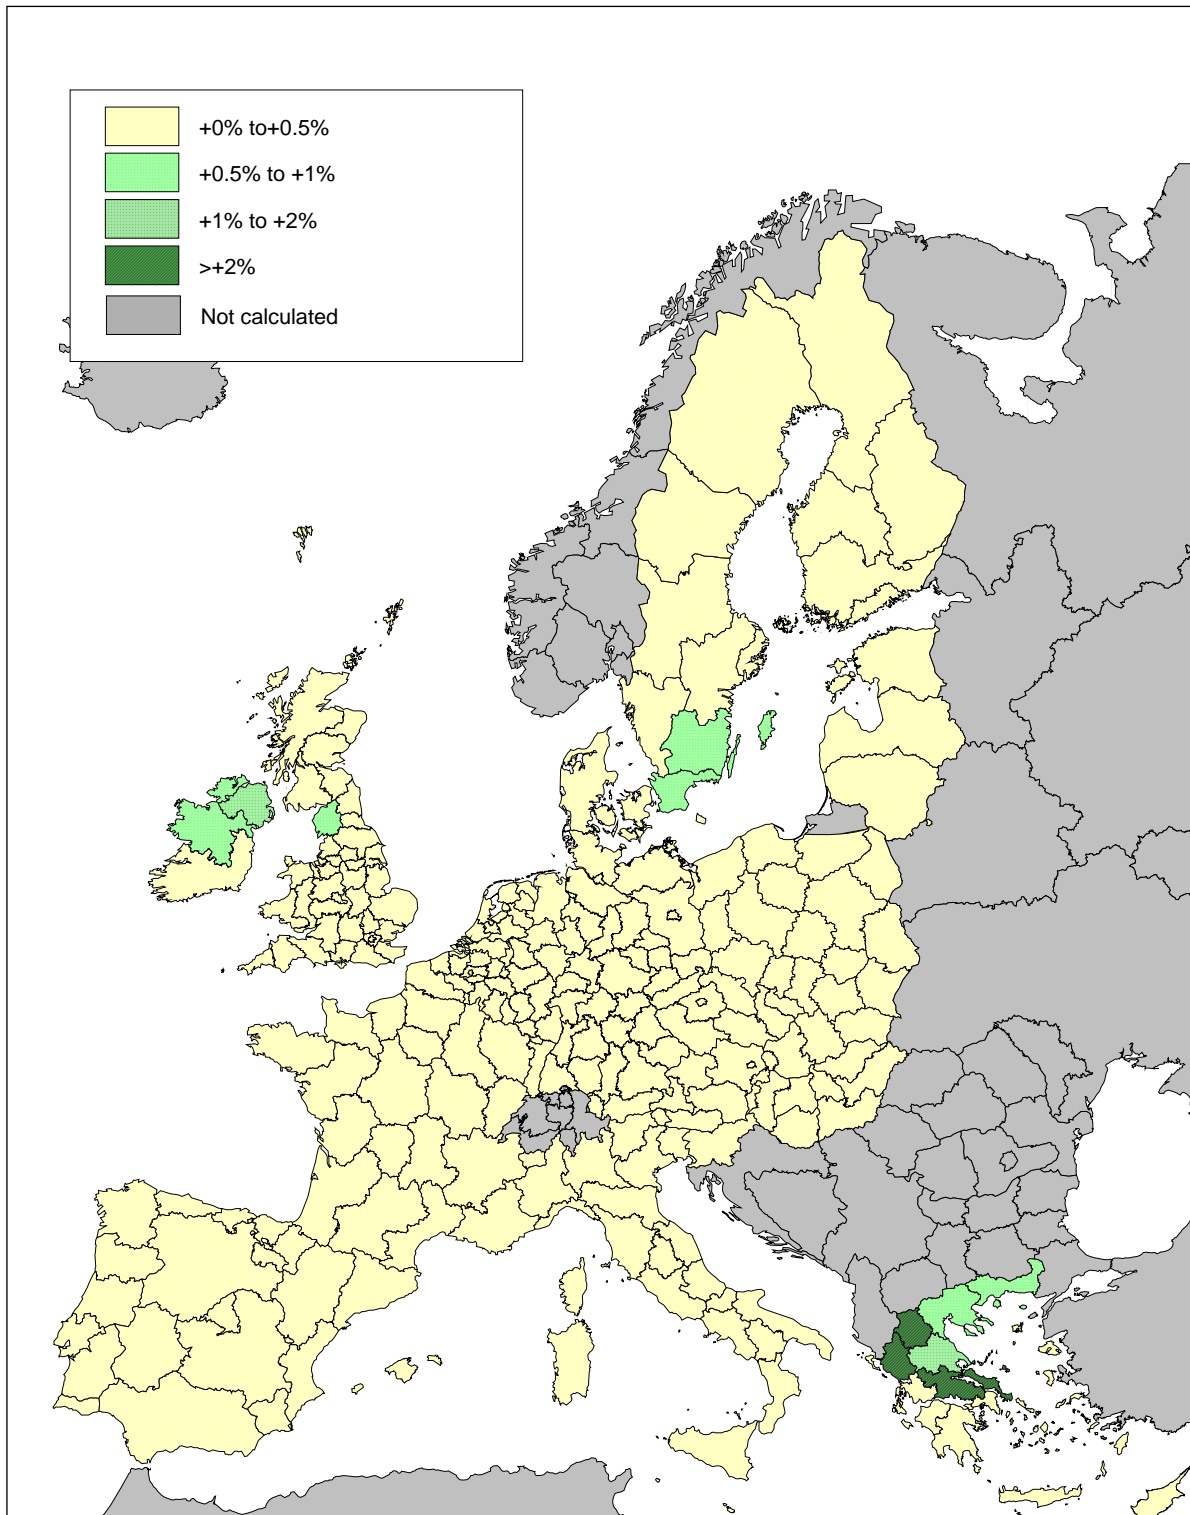 +0% to+0.5%
+0.5% to +1%
+1% to +2%
>+2%
Not calculated